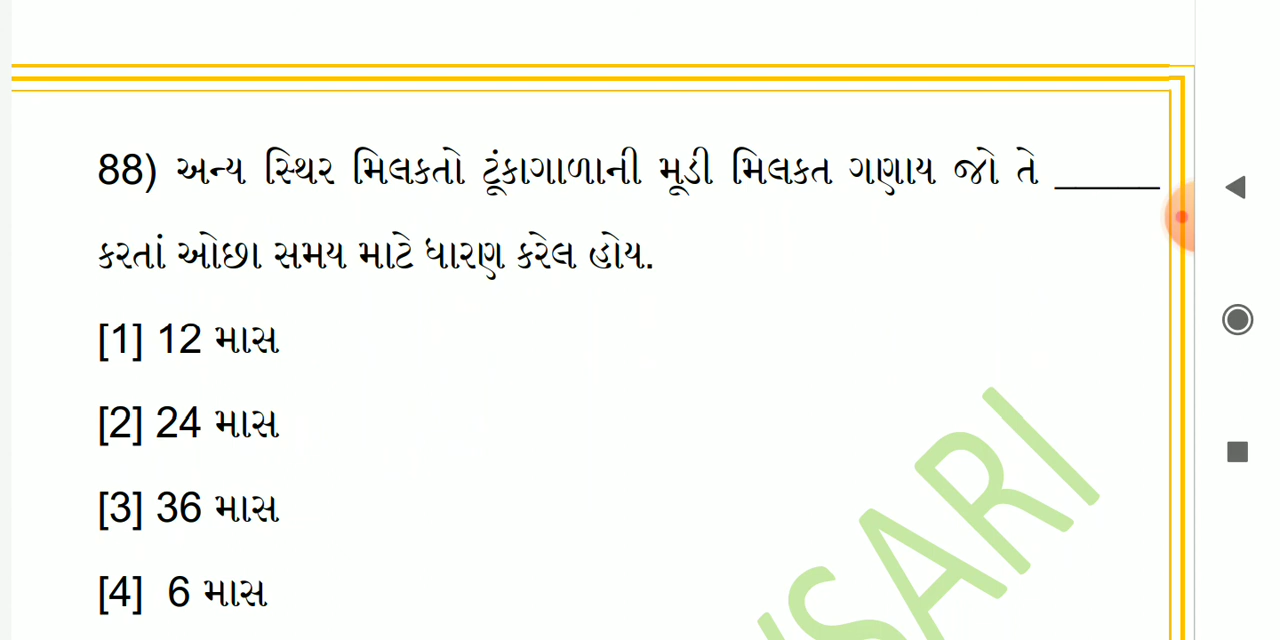 88) અન્ય સ્થિર મિલકતો ટૂંકાગાળાની મૂડી મિલકત ગણાય જો તે ______
કરતાં ઓછા સમય માટે ધારણ કરેલ હોય.
[1] 12 માસ
[2] 24 માસ
[3] 36 માસ
[4] 6 માસ
SARI